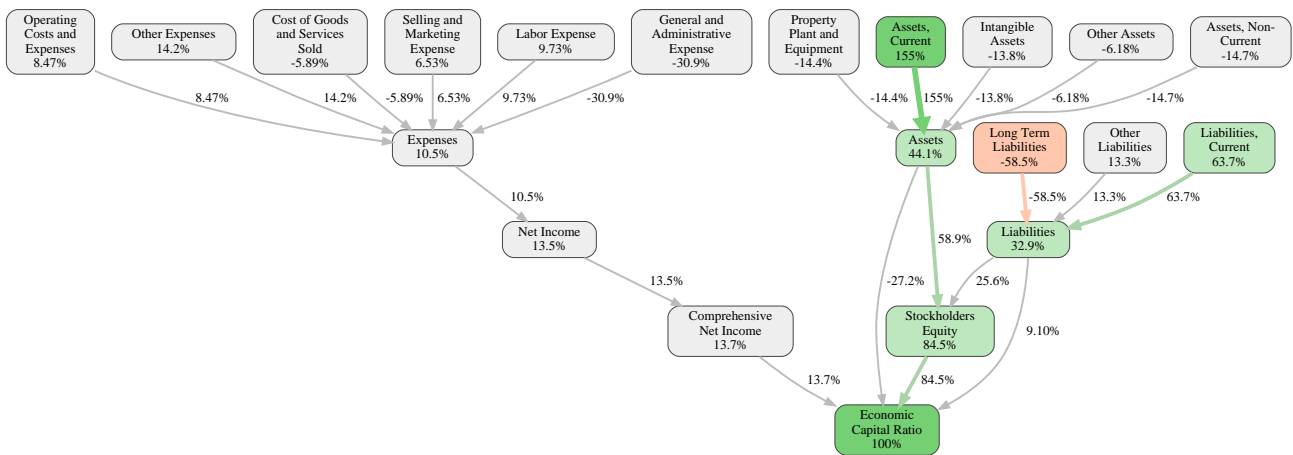 Operating
Costs and
Expenses
8.47%
Other Expenses
14.2%
Cost of Goods
and Services
Sold
-5.89%
Selling and
Marketing
Expense
6.53%
Labor Expense
9.73%
General and
Administrative
Expense
-30.9%
Property
Plant and
Equipment
-14.4%
Assets,
Current
155%
Intangible
Assets
-13.8%
Other Assets
-6.18%
Assets, Non-
Current
-14.7%
8.47%
14.2%
-5.89%
6.53%
9.73%
-30.9%
-14.4%
155%
-13.8%
-6.18%
-14.7%
Expenses
10.5%
Assets
44.1%
Long Term
Liabilities
-58.5%
Other
Liabilities
13.3%
Liabilities,
Current
63.7%
10.5%
-58.5%
13.3%
63.7%
Net Income
13.5%
58.9%
Liabilities
32.9%
13.5%
-27.2%
25.6%
Comprehensive
Net Income
13.7%
Stockholders
Equity
84.5%
9.10%
13.7%
84.5%
Economic
Capital Ratio
100%